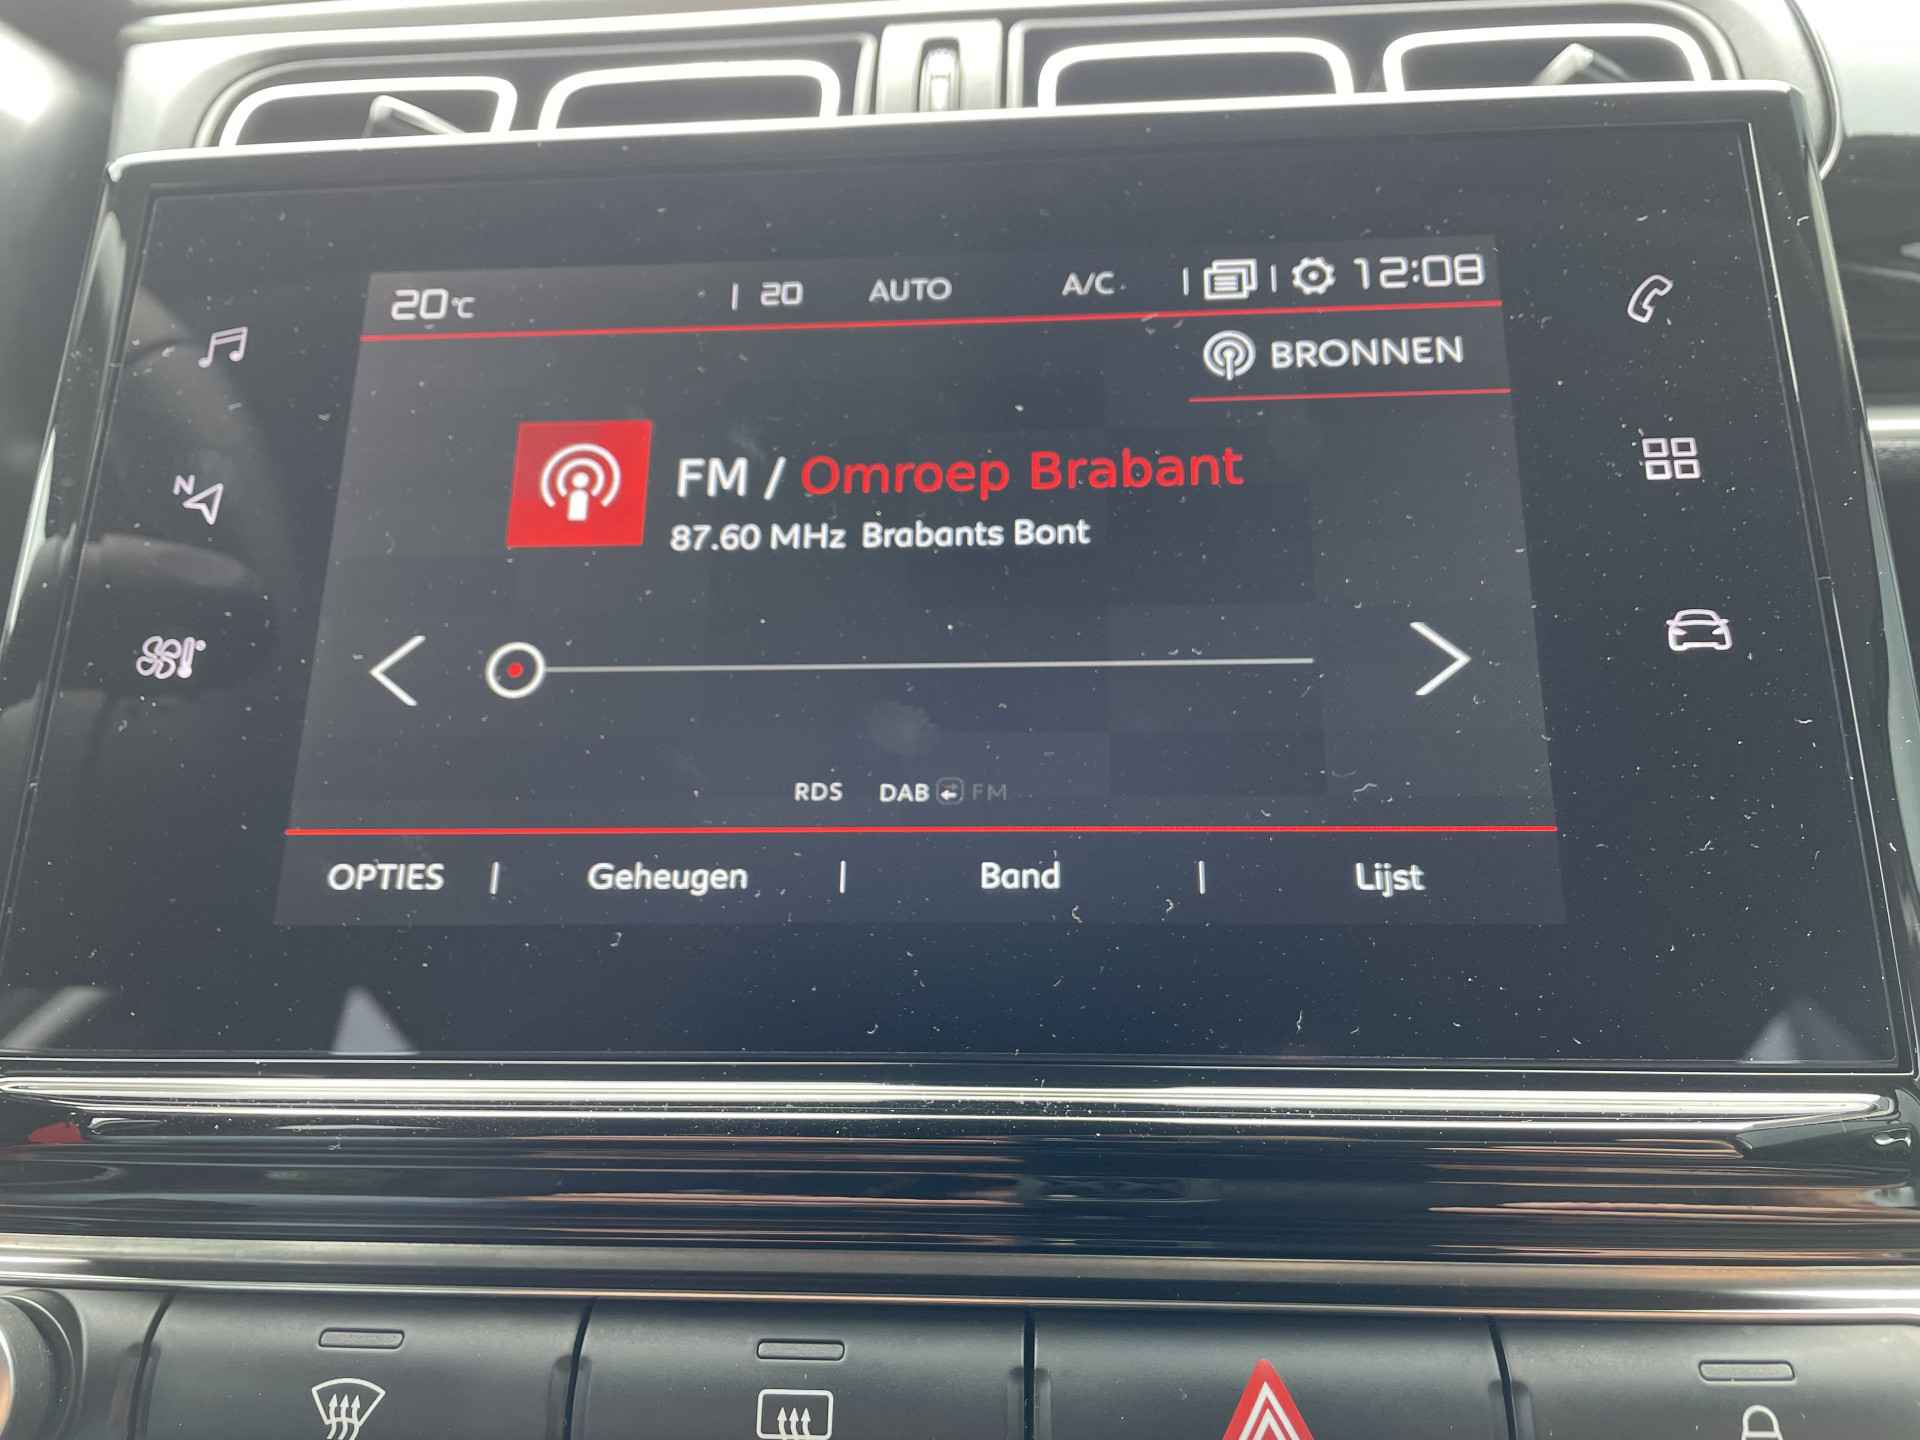 20°C | 20 AUTO A/C | | 12:08
BRONNEN
FM / Omroep Brabant
87.60 MHz Brabants Bont
N
RDS DAB FM
OPTIES | Geheugen | Band | Lijst